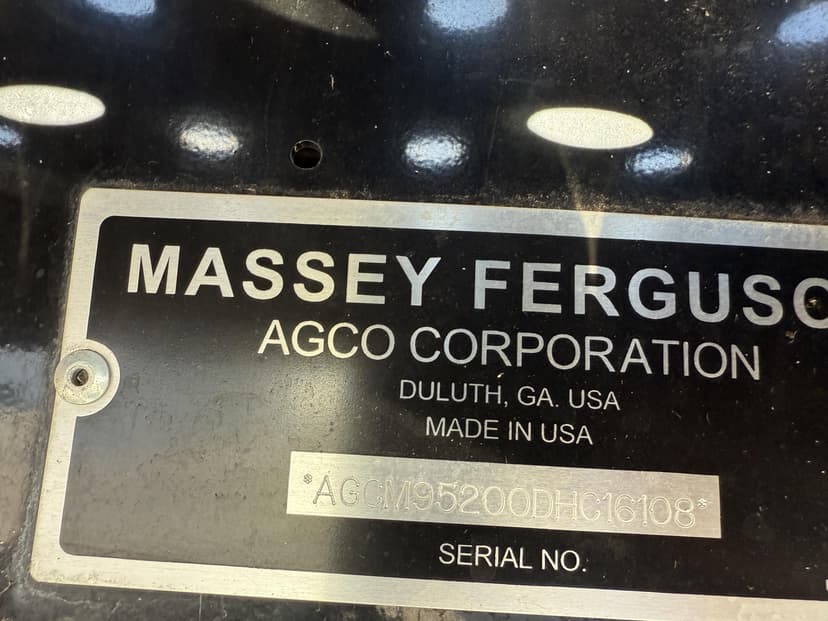 MASSEY FERGUSO
AGCO CORPORATION
DULUTH, GA. USA
MADE IN USA
*AGCM95200DHC16108*
SERIAL NO.